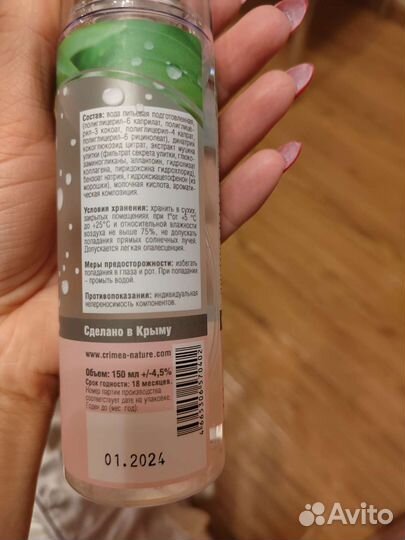 Состав: вода питьевая подготовленная,
(полиглицерил-6 каприлат, полиглице-
рил-3 кокоат, полиглицерил-4 капрат,
полиглицерил-6 рицинолеат), динатрия
кокоглюкозид цитрат, экстракт муцина
улитки (фильтрат секрета улитки, глюко-
заминогликаны, аллантоин, гидролизат
коллагена, пиридоксина гидрохлорид),
бензоат натрия, гидроксиацетофенон (из
морошки), молочная кислота, аромати-
ческая композиция.
Условия хранения: хранить в сухих,
закрытых помещениях при t°от +5 °С
до +25°С и относительной влажности
воздуха не выше 75%, не допускать
попадания прямых солнечных лучей.
Допускается легкая опалесценция.
Меры предосторожности: избегать
попадания в глаза и рот. При попадании
– промыть водой.
Противопоказания: индивидуальная
непереносимость компонентов.
Сделано в Крыму
www.crimea-nature.com
Объем: 150 мл +/-4,5%
Срок годности: 18 месяцев.
Номер партии производства
соответствует дате на упаковке.
Годен до (мес. год).
4665306570402
01.2024
Avito